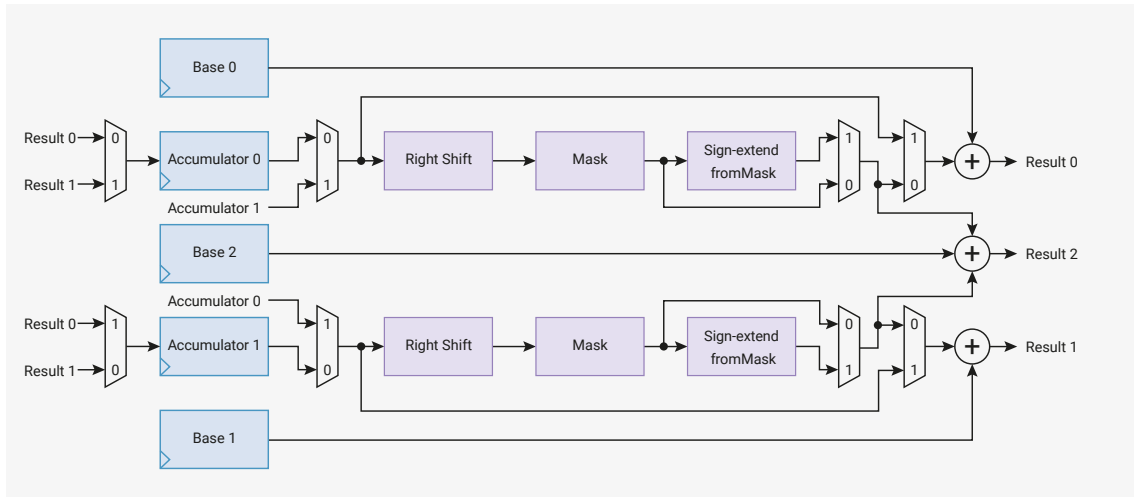 Base 0
Result 0
0
Accumulator 0
0
Right Shift
Mask
Sign-extend
fromMask
1
1
+
Result 0
Result 1
1
1
0
0
Accumulator 1
Base 2
+
Result 2
Accumulator 0
Result 0
1
Accumulator 1
1
Right Shift
Mask
Sign-extend
fromMask
0
0
+
Result 1
Result 1
0
0
1
1
Base 1